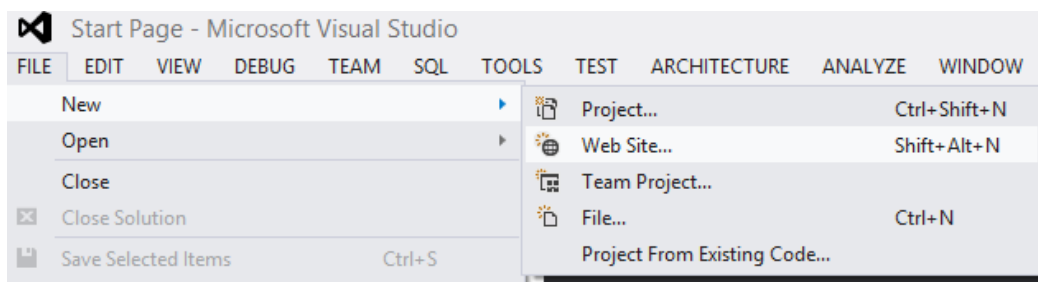 Start Page - Microsoft Visual Studio
FILE EDIT VIEW DEBUG TEAM SQL TOOLS TEST ARCHITECTURE ANALYZE WINDOW
New
Open
Close
Close Solution
Save Selected Items Ctrl+S
Project... Ctrl+Shift+N
Web Site... Shift+Alt+N
Team Project...
File... Ctrl+N
Project From Existing Code...